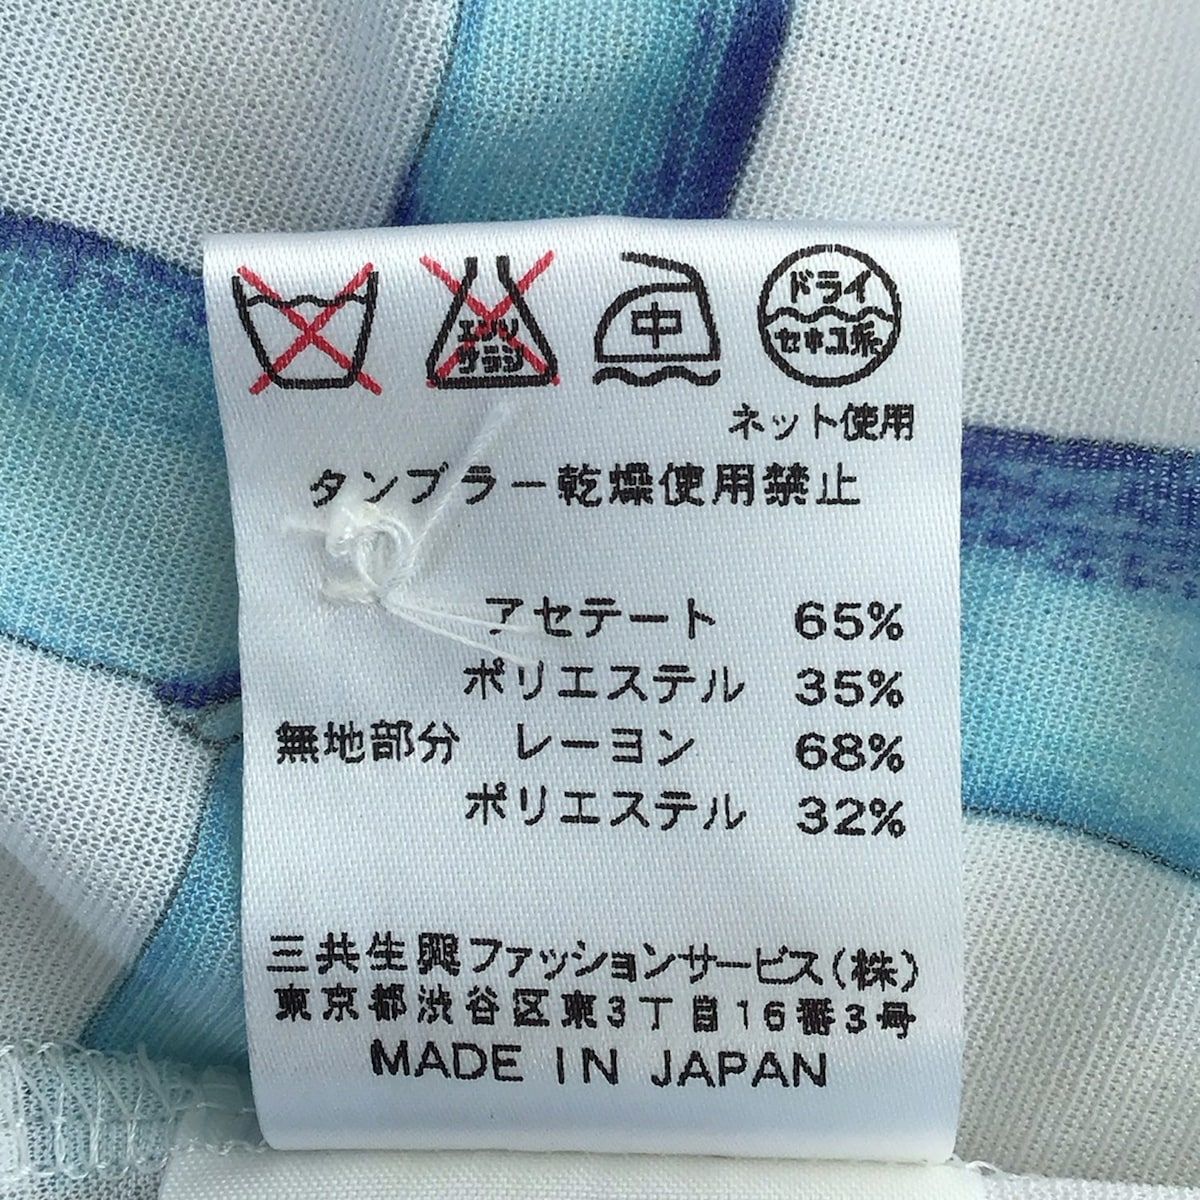 エンソ
サラシ
中
ドライ
セキユ系
ネット使用
タンブラー乾燥使用禁止
アセテート 65%
ポリエステル 35%
無地部分 レーヨン 68%
ポリエステル 32%
三共生興ファッションサービス(株)
東京都渋谷区東3丁目16番3号
MADE IN JAPAN